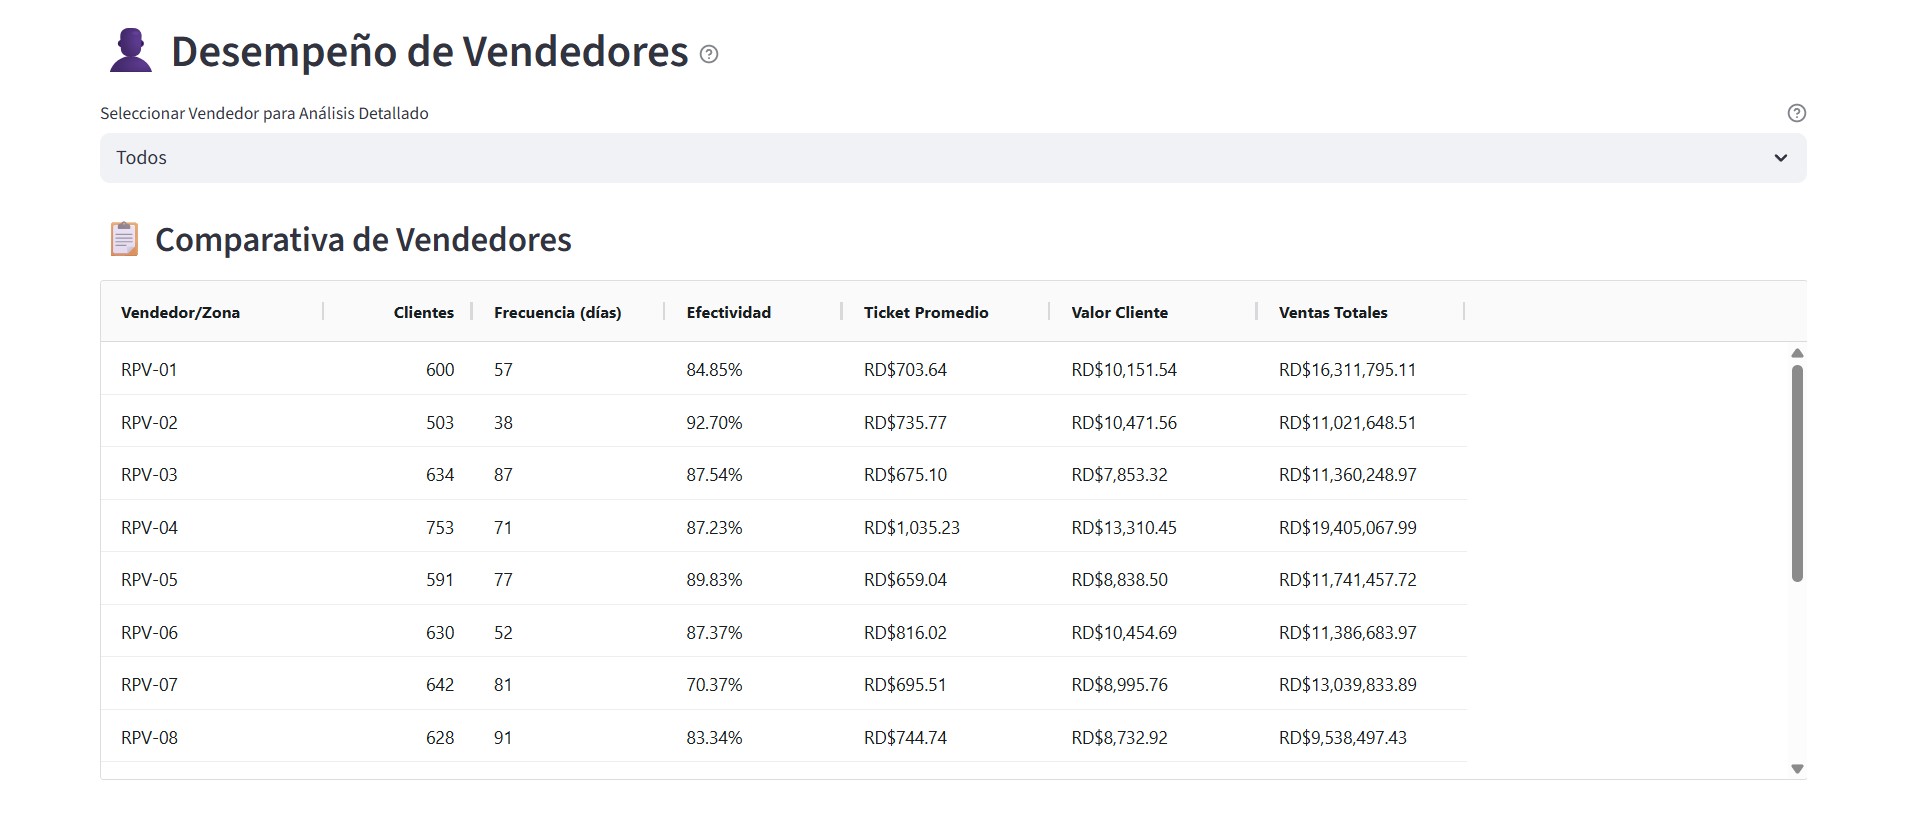 Desempeño de Vendedores
Seleccionar Vendedor para Análisis Detallado
Todos
Comparativa de Vendedores
Vendedor/Zona Clientes Frecuencia (días) Efectividad Ticket Promedio Valor Cliente Ventas Totales
RPV-01 600 57 84.85% RD$703.64 RD$10,151.54 RD$16,311,795.11
RPV-02 503 38 92.70% RD$735.77 RD$10,471.56 RD$11,021,648.51
RPV-03 634 87 87.54% RD$675.10 RD$7,853.32 RD$11,360,248.97
RPV-04 753 71 87.23% RD$1,035.23 RD$13,310.45 RD$19,405,067.99
RPV-05 591 77 89.83% RD$659.04 RD$8,838.50 RD$11,741,457.72
RPV-06 630 52 87.37% RD$816.02 RD$10,454.69 RD$11,386,683.97
RPV-07 642 81 70.37% RD$695.51 RD$8,995.76 RD$13,039,833.89
RPV-08 628 91 83.34% RD$744.74 RD$8,732.92 RD$9,538,497.43